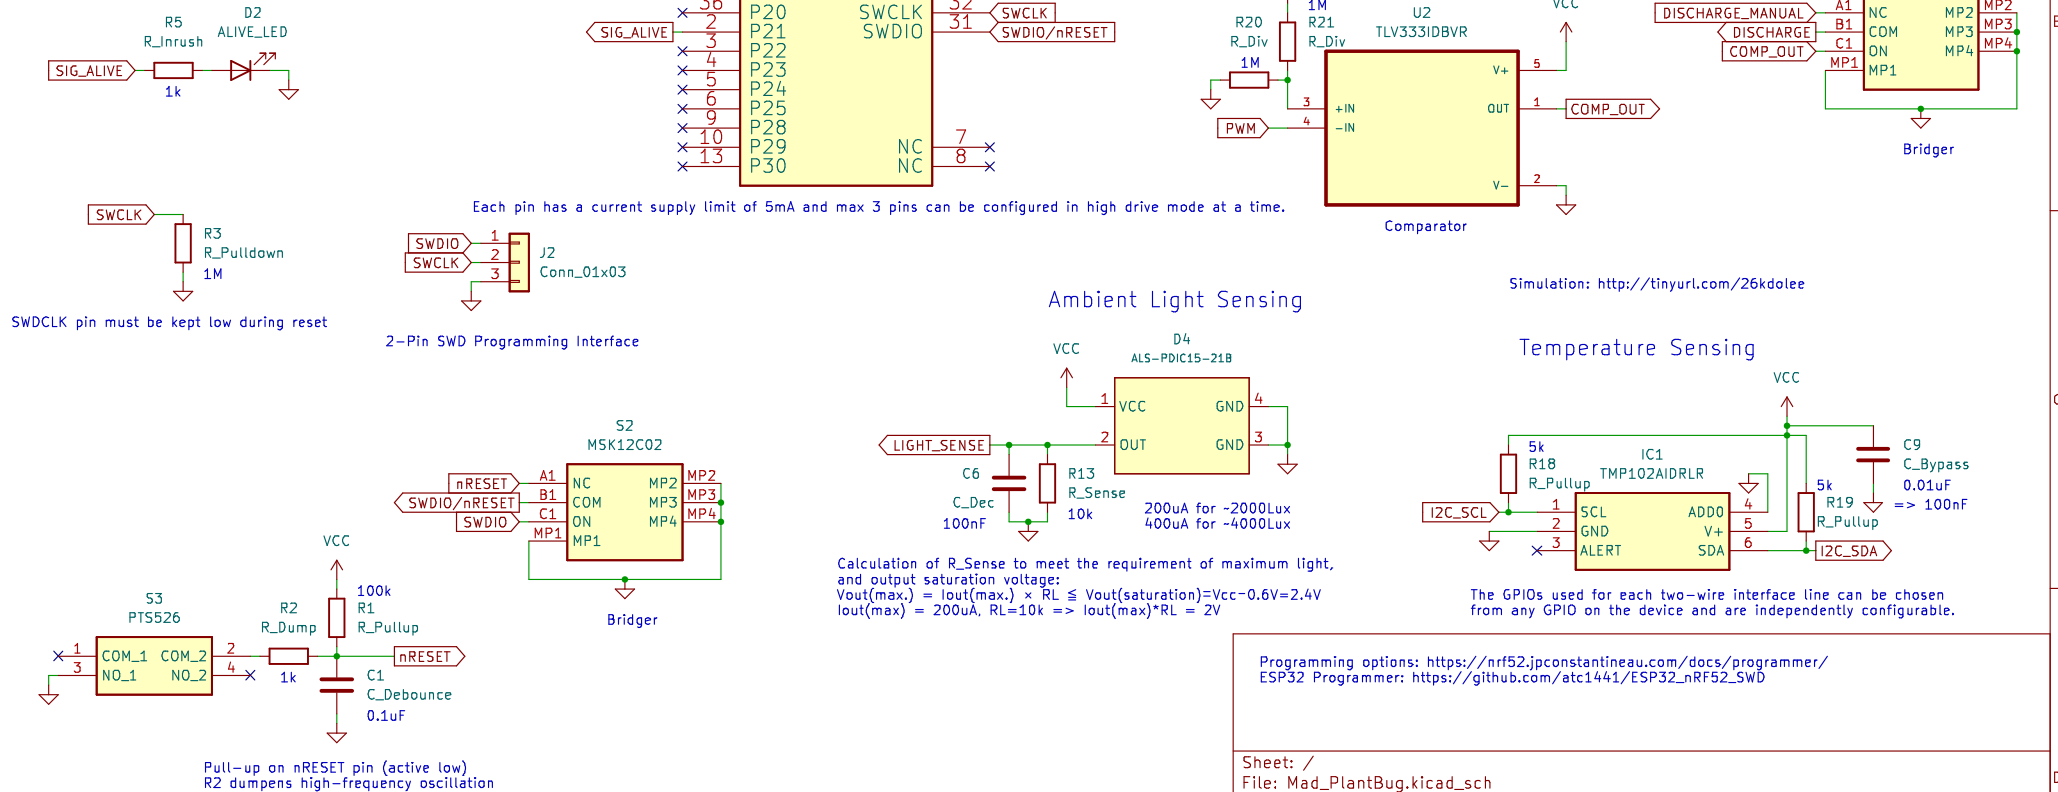 R5
R_Inrush
SIG_ALIVE
1k
D2
ALIVE_LED
36
P20
SIG_ALIVE
2
P21
3
P22
4
P23
5
P24
6
P25
9
P28
10
P29
13
P30
SWCLK
32
SWCLK
SWDIO
31
SWDIO/nRESET
NC
7
NC
8
Each pin has a current supply limit of 5mA and max 3 pins can be configured in high drive mode at a time.
1M
R20
R_Div
1M
R21
R_Div
U2
TLV333IDBVR
VCC
V+
5
3
+IN
OUT
1
COMP_OUT
PWM
4
-IN
V-
2
Comparator
DISCHARGE_MANUAL
A1
NC
MP2
DISCHARGE
B1
COM
MP3
COMP_OUT
C1
ON
MP4
MP1
MP1
Bridger
SWCLK
R3
R_Pulldown
1M
SWDCLK pin must be kept low during reset
SWDIO
1
SWCLK
2
3
J2
Conn_01x03
2-Pin SWD Programming Interface
Simulation: http://tinyurl.com/26kdolee
Ambient Light Sensing
VCC
D4
ALS-PDIC15-21B
1
VCC
GND
4
LIGHT_SENSE
2
OUT
GND
3
C6
C_Dec
100nF
R13
R_Sense
10k
200uA for ~2000Lux
400uA for ~4000Lux
Calculation of R_Sense to meet the requirement of maximum light,
and output saturation voltage:
Vout(max.) = Iout(max.) × RL ≦ Vout(saturation)=Vcc-0.6V=2.4V
Iout(max) = 200uA, RL=10k => Iout(max)*RL = 2V
Temperature Sensing
VCC
5k
R18
R_Pullup
IC1
TMP102AIDRLR
C9
C_Bypass
0.01uF
=> 100nF
5k
R19
R_Pullup
I2C_SCL
1
SCL
ADD0
4
2
GND
V+
5
3
ALERT
SDA
6
I2C_SDA
The GPIOs used for each two-wire interface line can be chosen
from any GPIO on the device and are independently configurable.
S2
MSK12C02
nRESET
A1
NC
MP2
SWDIO/nRESET
B1
COM
MP3
SWDIO
C1
ON
MP4
MP1
MP1
Bridger
VCC
100k
R1
R_Pullup
S3
PTS526
R2
R_Dump
1k
1
COM_1
COM_2
2
3
NO_1
NO_2
4
nRESET
C1
C_Debounce
0.1uF
Pull-up on nRESET pin (active low)
R2 dumpens high-frequency oscillation
Programming options: https://nrf52.jpconstantineau.com/docs/programmer/
ESP32 Programmer: https://github.com/atc1441/ESP32_nRF52_SWD
Sheet: /
File: Mad_PlantBug.kicad_sch